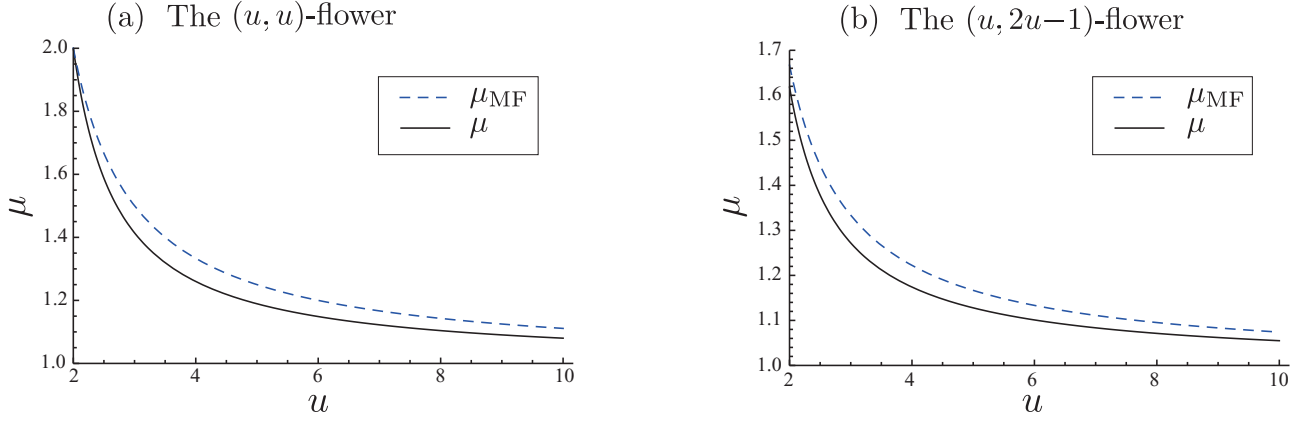 (a) The (u, u)-flower
2.0
1.8
1.6
1.4
1.2
1.0
μ
μMF
μ
2 4 6 8 10
u
(b) The (u, 2u−1)-flower
1.7
1.6
1.5
1.4
1.3
1.2
1.1
1.0
μ
μMF
μ
2 4 6 8 10
u